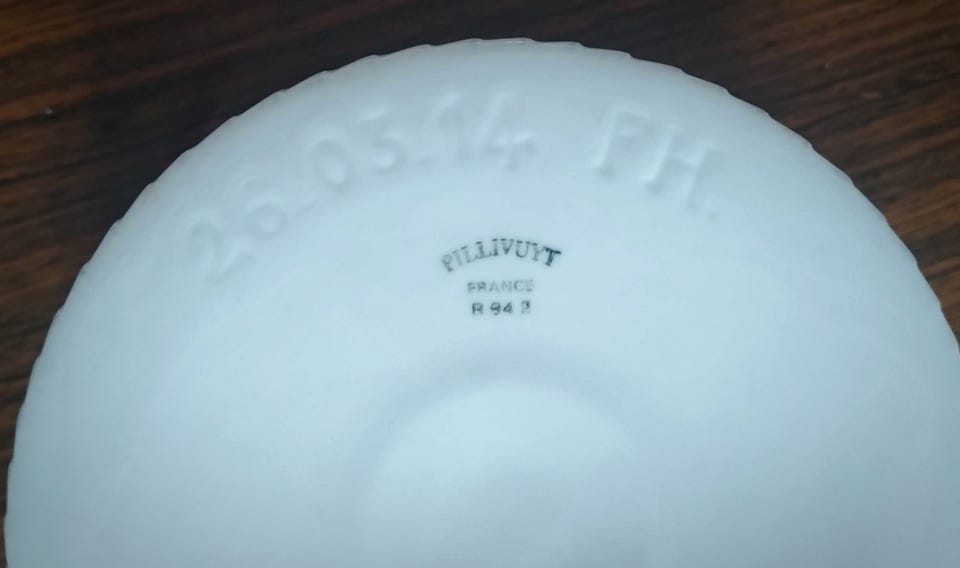 26.03.14 FH.
PILLIVUYT
FRANCE
R 94 2